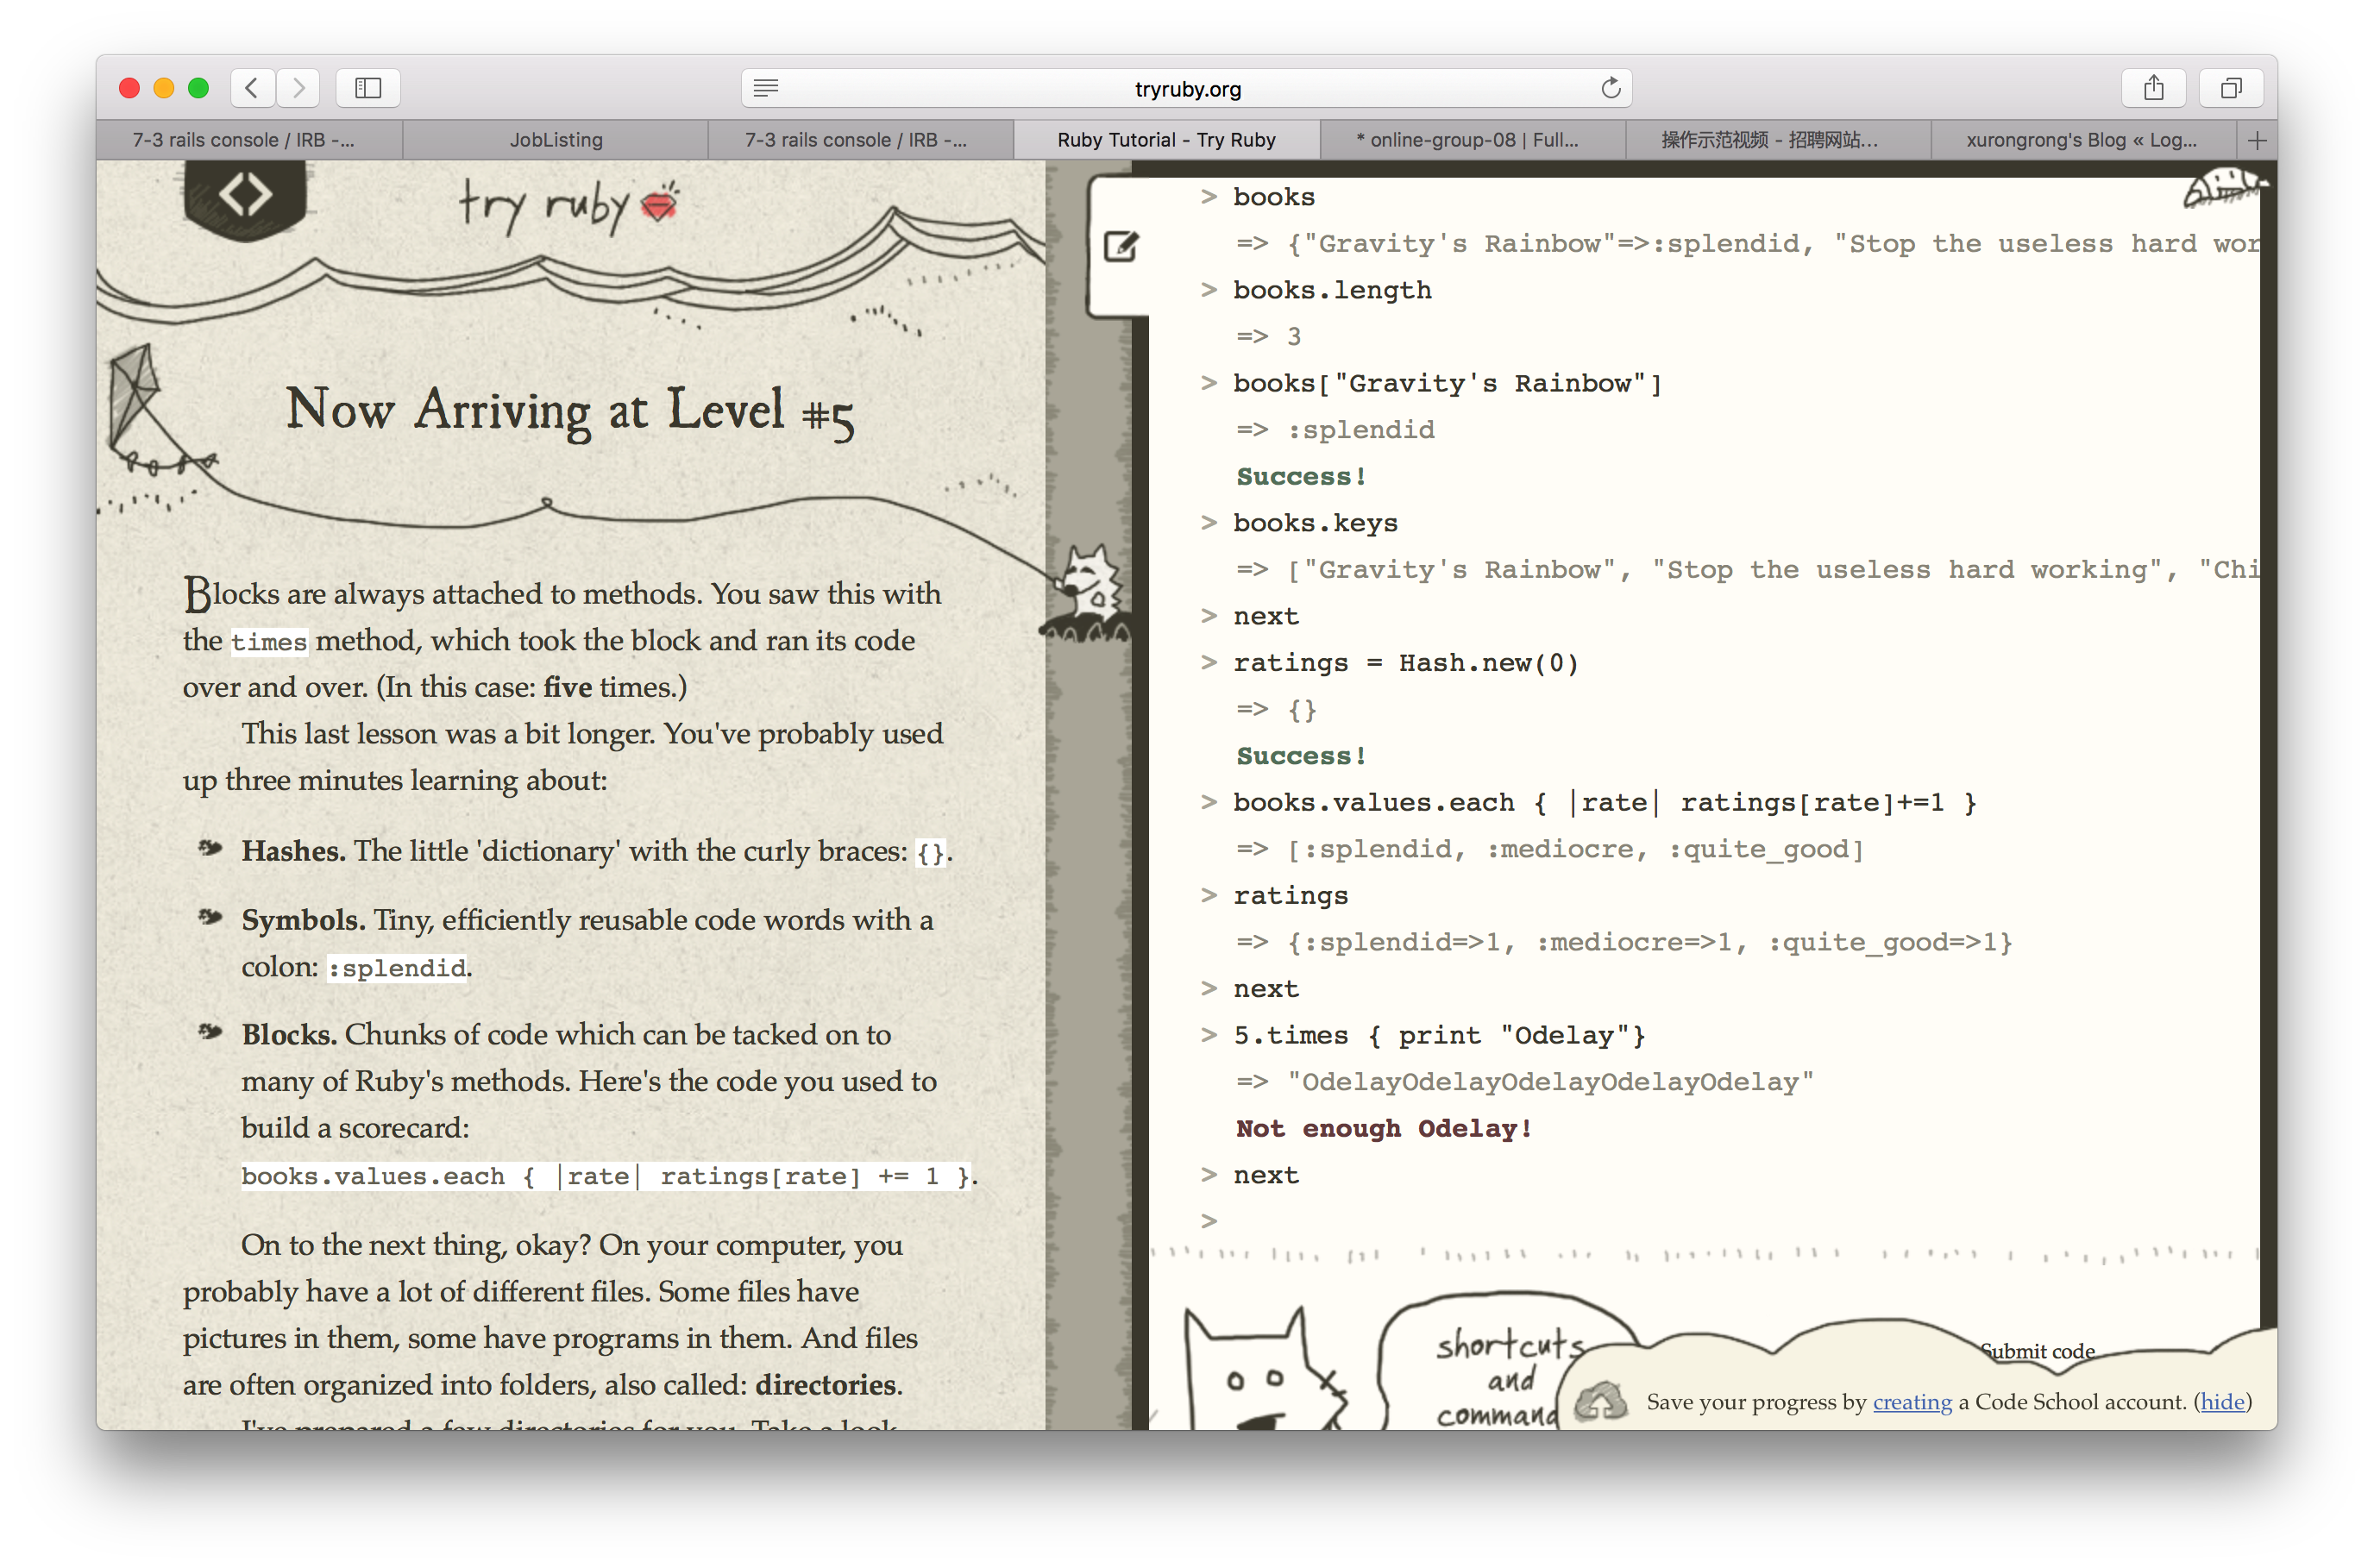 tryruby.org
7-3 rails console / IRB -...
JobListing
7-3 rails console / IRB -...
Ruby Tutorial - Try Ruby
* online-group-08 | Full...
操作示范视频 - 招聘网站...
xurongrong's Blog « Log...
try ruby
Now Arriving at Level #5
Blocks are always attached to methods. You saw this with
the times method, which took the block and ran its code
over and over. (In this case: five times.)
This last lesson was a bit longer. You've probably used
up three minutes learning about:
Hashes. The little 'dictionary' with the curly braces: {}.
Symbols. Tiny, efficiently reusable code words with a
colon: :splendid.
Blocks. Chunks of code which can be tacked on to
many of Ruby's methods. Here's the code you used to
build a scorecard:
books.values.each { |rate| ratings[rate] += 1 }.
On to the next thing, okay? On your computer, you
probably have a lot of different files. Some files have
pictures in them, some have programs in them. And files
are often organized into folders, also called: directories.
I've prepared a few directories for you. Take a look
> books
=> {"Gravity's Rainbow"=>:splendid, "Stop the useless hard wor
> books.length
=> 3
> books["Gravity's Rainbow"]
=> :splendid
Success!
> books.keys
=> ["Gravity's Rainbow", "Stop the useless hard working", "Chi
> next
> ratings = Hash.new(0)
=> {}
Success!
> books.values.each { |rate| ratings[rate]+=1 }
=> [:splendid, :mediocre, :quite_good]
> ratings
=> {:splendid=>1, :mediocre=>1, :quite_good=>1}
> next
> 5.times { print "Odelay"}
=> "OdelayOdelayOdelayOdelayOdelay"
Not enough Odelay!
> next
>
shortcuts
and
command
Submit code
Save your progress by creating a Code School account. (hide)